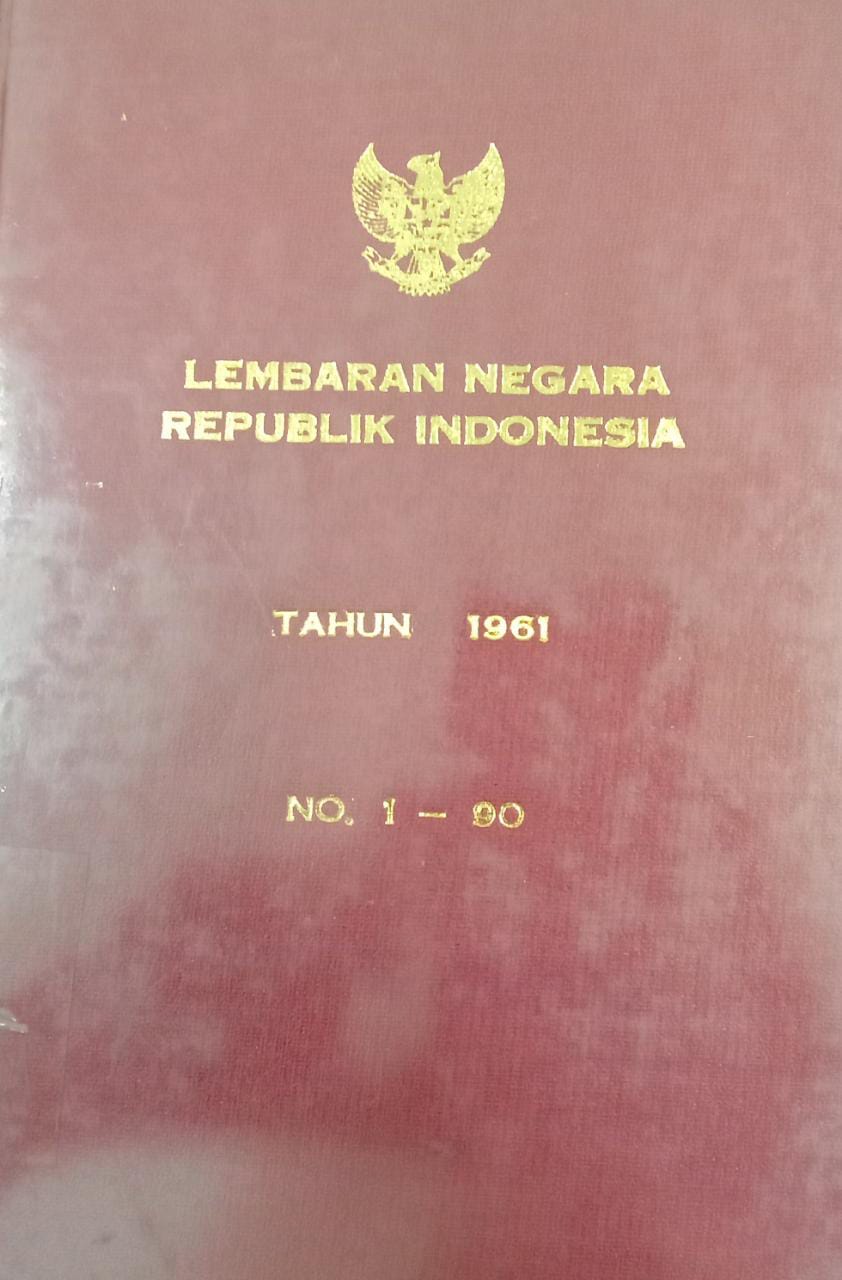 LEMBARAN NEGARA
REPUBLIK INDONESIA
TAHUN 1961
NO. 1 — 90